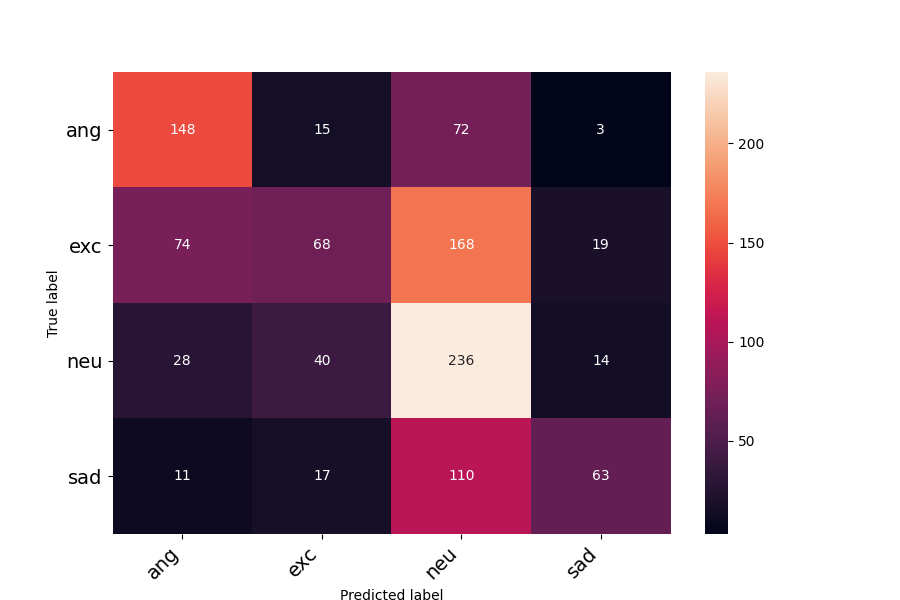 ang 148 15 72 3
exc 74 68 168 19
neu 28 40 236 14
sad 11 17 110 63
ang exc neu sad
True label
Predicted label
200
150
100
50